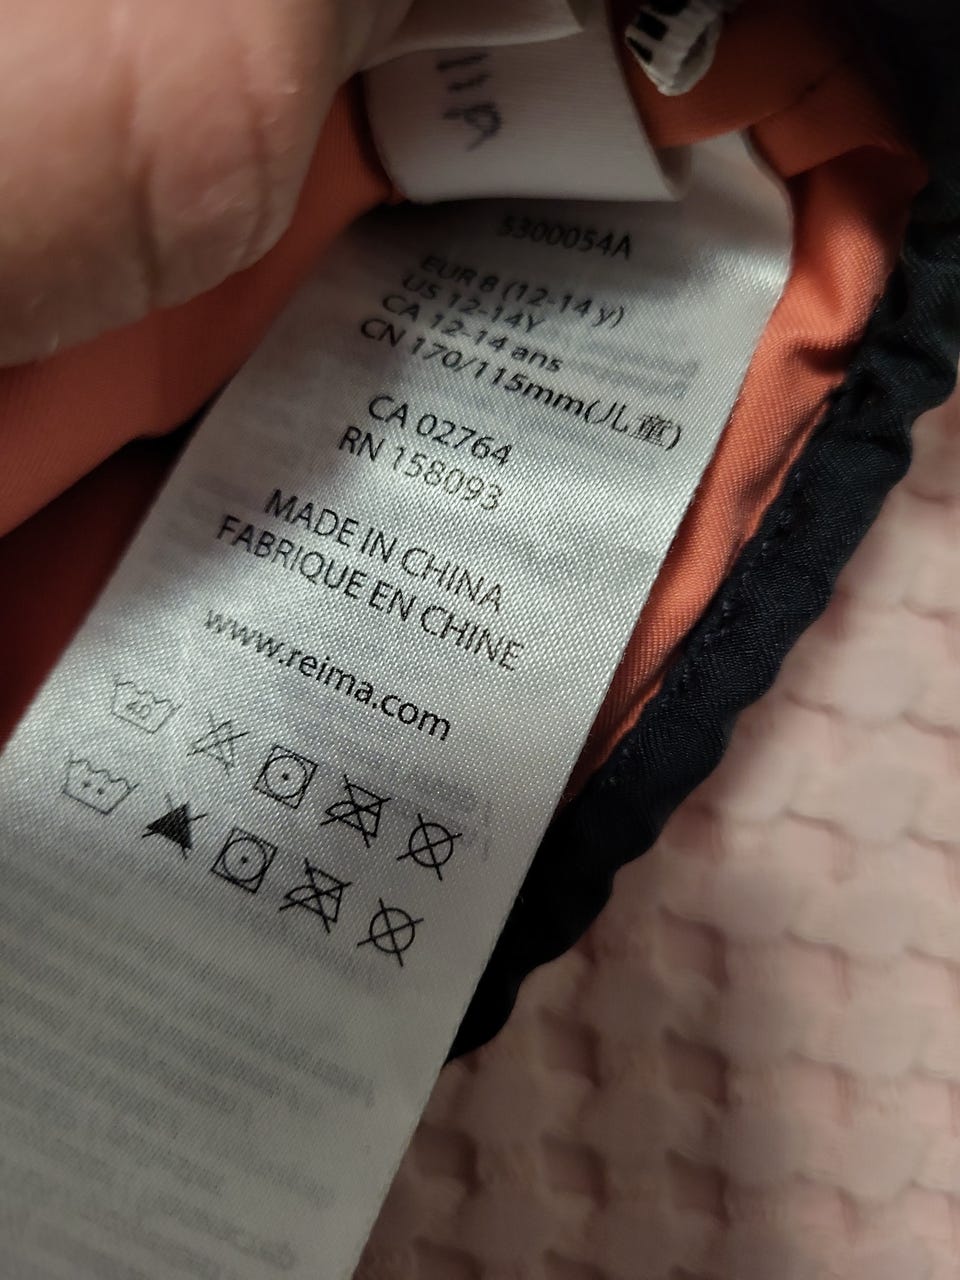 5300054A
EUR 8 (12-14 y)
US 12-14Y
CA 12-14 ans
CN 170/115mm(儿童)
CA 02764
RN 158093
MADE IN CHINA
FABRIQUE EN CHINE
www.reima.com
40